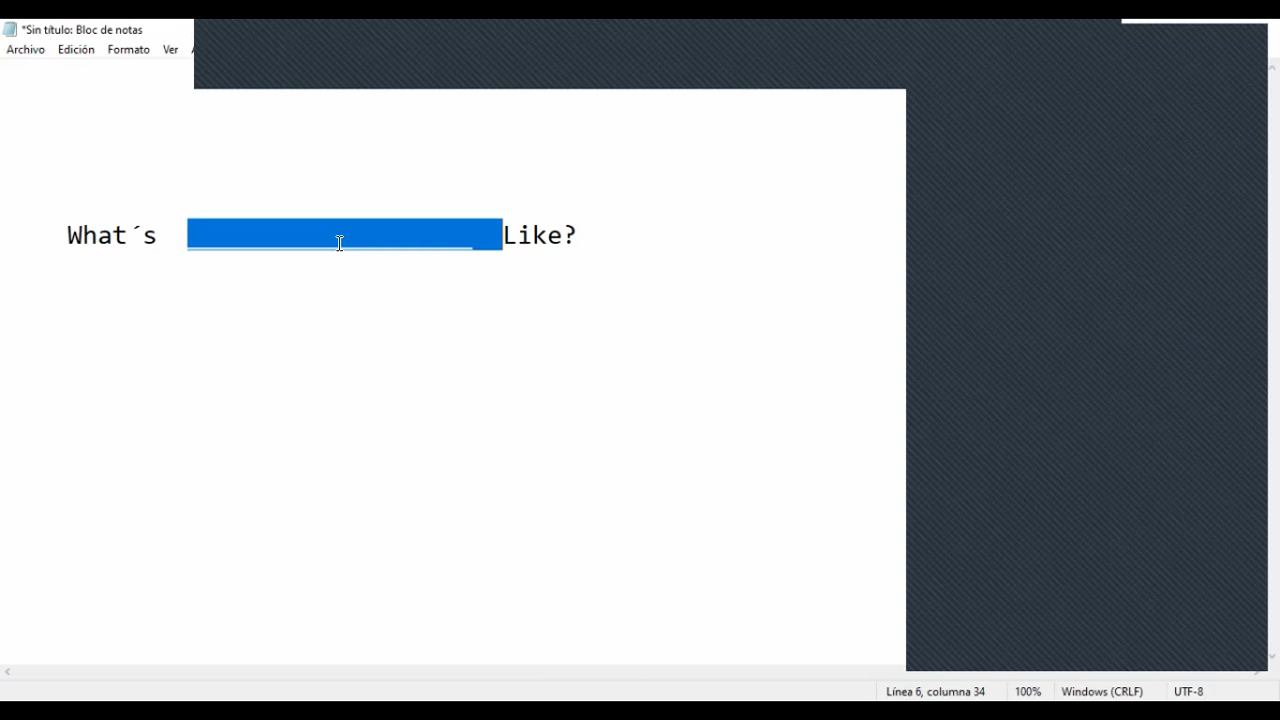 *Sin título: Bloc de notas
Archivo Edición Formato Ver
What´s ___________________ Like?
Línea 6, columna 34 100% Windows (CRLF) UTF-8